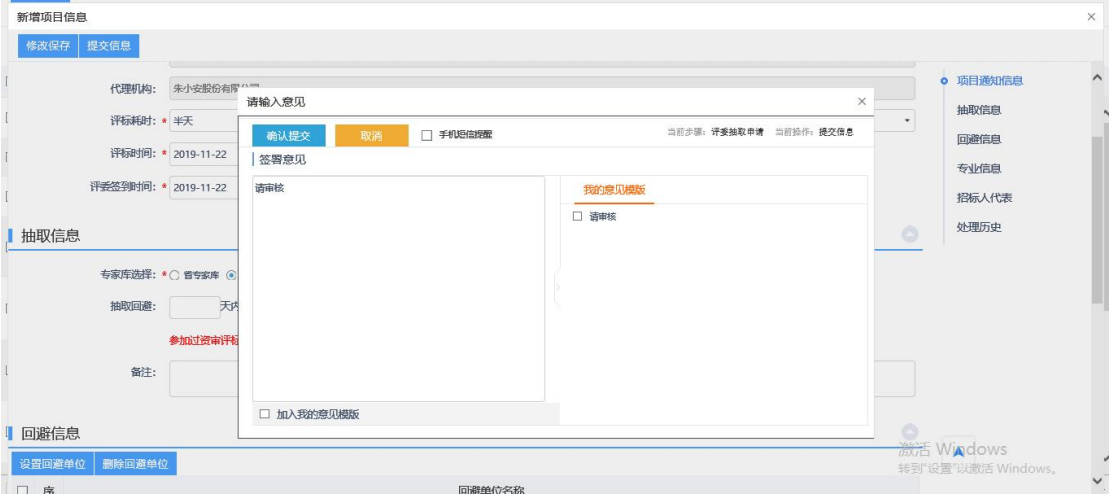 新增项目信息
修改保存 提交信息
代理机构: 朱小安股份有限公司
项目通知信息
请输入意见
抽取信息
评标耗时: * 半天
确认提交 取消 手机短信提醒 当前步骤: 评委抽取申请 当前操作: 提交信息
回避信息
评标时间: * 2019-11-22
签署意见
专业信息
评委签到时间: * 2019-11-22
请审核
我的意见模版
招标人代表
请审核
处理历史
抽取信息
专家库选择: * 省专家库
抽取回避: 天内
参加过资审评标
备注:
加入我的意见模版
回避信息
激活 Windows
设置回避单位 删除回避单位
转到"设置"以激活 Windows。
序 回避单位名称